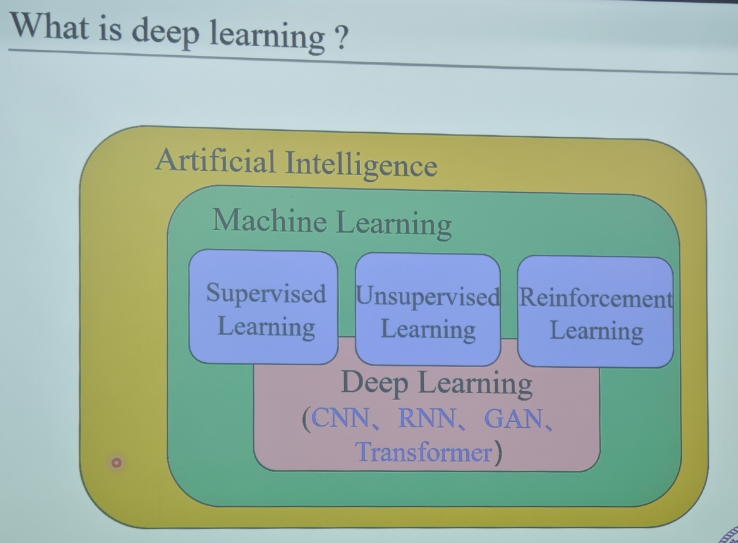 What is deep learning ?
Artificial Intelligence
Machine Learning
Supervised
Learning
Unsupervised
Learning
Reinforcement
Learning
Deep Learning
(CNN、RNN、GAN、
Transformer)